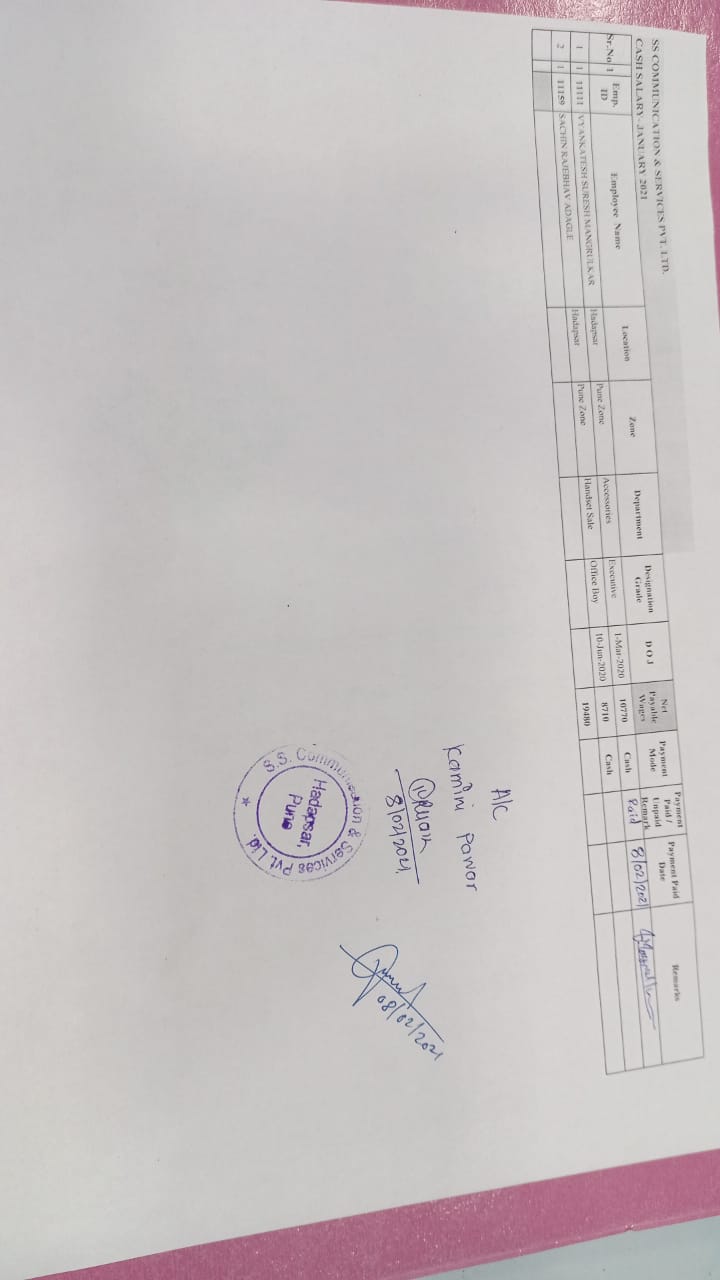 SS COMMUNICATION & SERVICES PVT. LTD.
CASH SALARY - JANUARY 2021
Sr.No 1 Emp. ID Employee Name Location Zone Department Designation Grade D O J Net Payable Wages Payment Mode Payment Paid / Unpaid Remark Payment Paid Date Remarks
1 1 11111 VYANKATESH SURESH MANGRULKAR Hadapsar Pune Zone Accessories Executive 1-Mar-2020 10770 Cash Paid 8/02/2021
2 1 11159 SACHIN RAJEBHAV ADAGLE Hadapsar Pune Zone Handset Sale Office Boy 10-Jun-2020 8710 Cash
19480
A/C
Kamini Pawar
8/02/2021
08/02/2021
S.S. Communication & Services Pvt. Ltd.
Hadapsar,
Pune